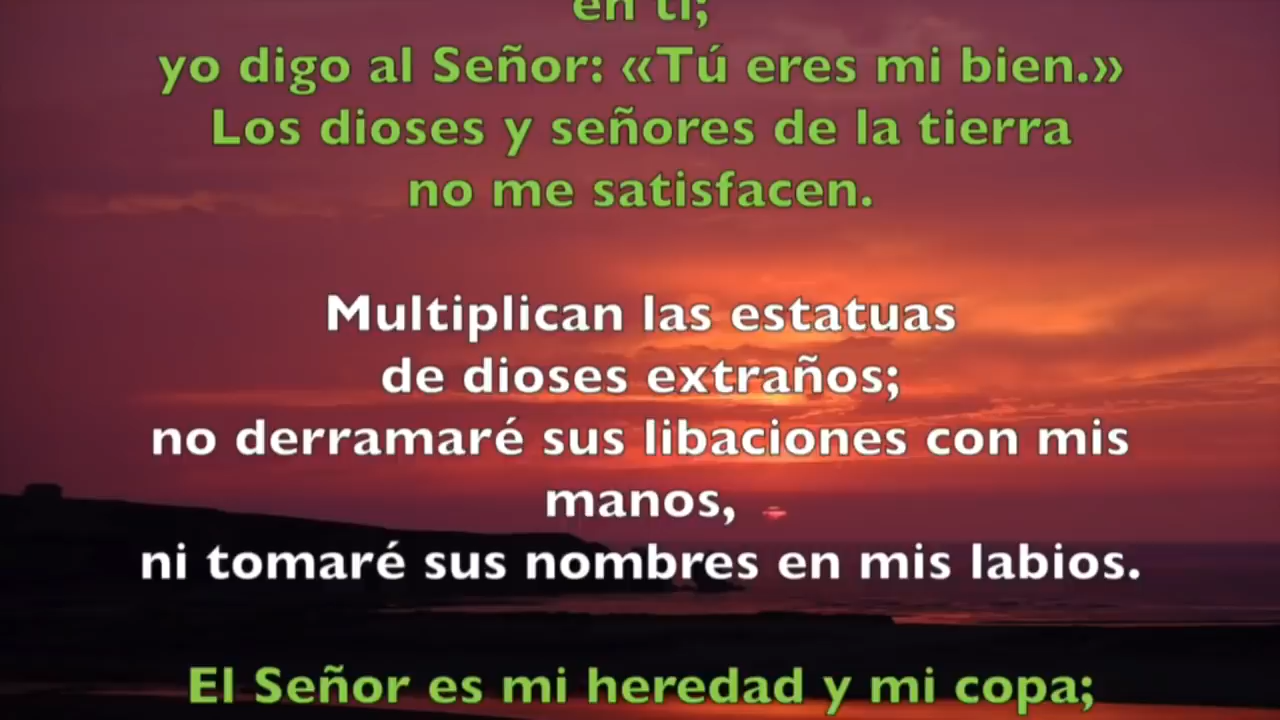 en ti;
yo digo al Señor: «Tú eres mi bien.»
Los dioses y señores de la tierra
no me satisfacen.
Multiplican las estatuas
de dioses extraños;
no derramaré sus libaciones con mis
manos,
ni tomaré sus nombres en mis labios.
El Señor es mi heredad y mi copa;